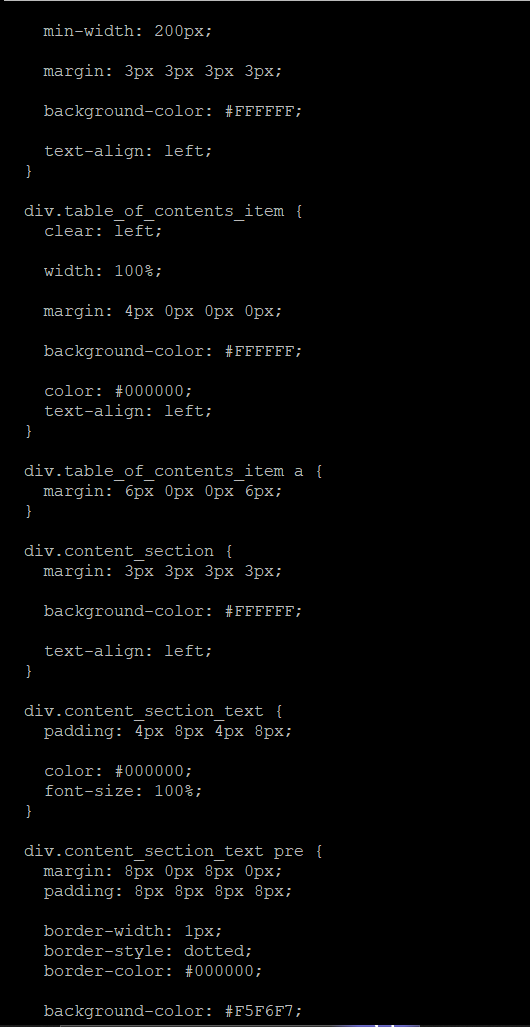 min-width: 200px;
margin: 3px 3px 3px 3px;
background-color: #FFFFFF;
text-align: left;
}
div.table_of_contents_item {
clear: left;
width: 100%;
margin: 4px 0px 0px 0px;
background-color: #FFFFFF;
color: #000000;
text-align: left;
}
div.table_of_contents_item a {
margin: 6px 0px 0px 6px;
}
div.content_section {
margin: 3px 3px 3px 3px;
background-color: #FFFFFF;
text-align: left;
}
div.content_section_text {
padding: 4px 8px 4px 8px;
color: #000000;
font-size: 100%;
}
div.content_section_text pre {
margin: 8px 0px 8px 0px;
padding: 8px 8px 8px 8px;
border-width: 1px;
border-style: dotted;
border-color: #000000;
background-color: #F5F6F7;